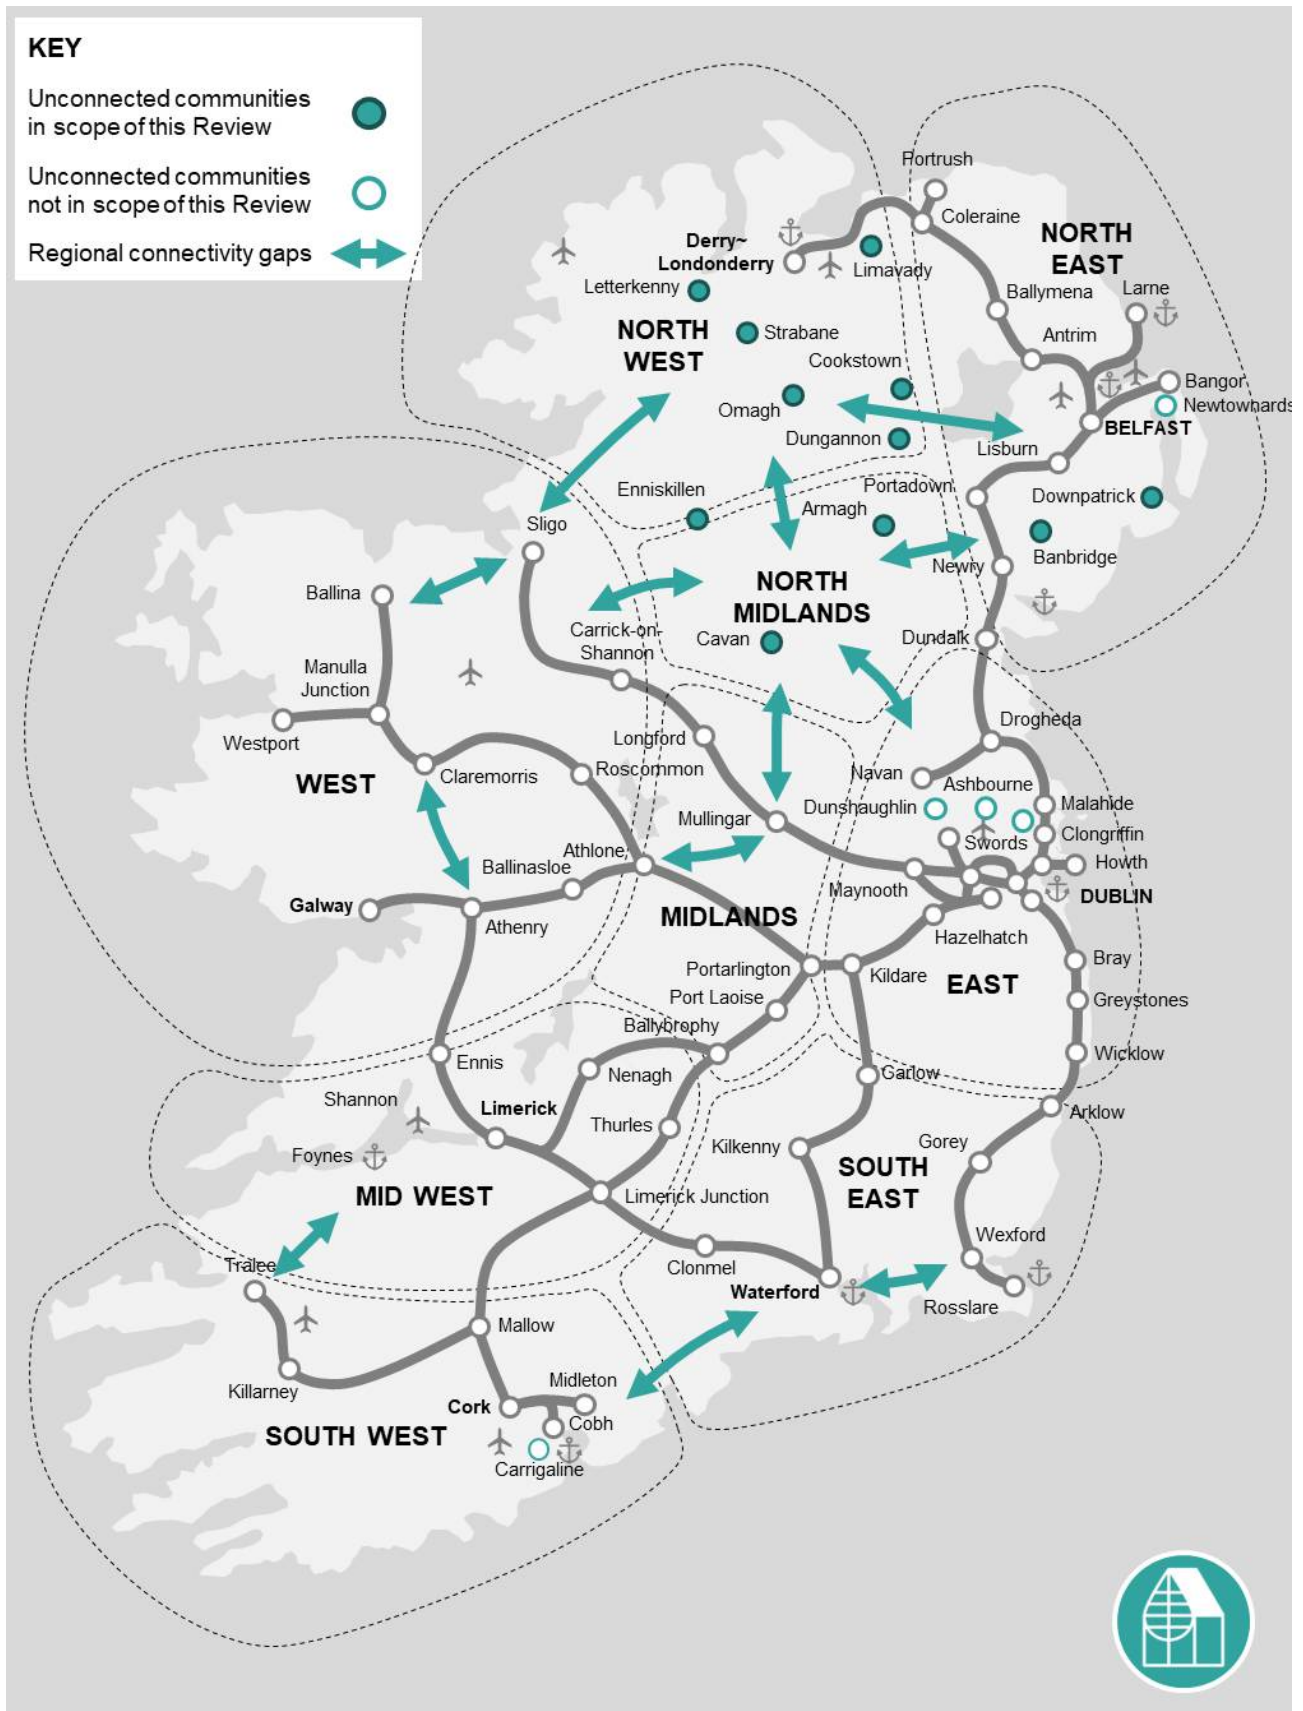 KEY
Unconnected communities
in scope of this Review
Unconnected communities
not in scope of this Review
Regional connectivity gaps
Portrush
Coleraine
NORTH
EAST
Derry~
Londonderry
Limavady
Letterkenny
Ballymena
Larne
NORTH
WEST
Strabane
Antrim
Cookstown
Bangor
Omagh
Newtownards
BELFAST
Dungannon
Lisburn
Enniskillen
Portadown
Armagh
Downpatrick
Banbridge
Sligo
Newry
NORTH
MIDLANDS
Ballina
Carrick-on-
Shannon
Cavan
Dundalk
Manulla
Junction
Westport
Longford
Drogheda
WEST
Claremorris
Roscommon
Navan
Ashbourne
Dunshaughlin
Malahide
Mullingar
Clongriffin
Swords
Athlone
Ballinasloe
Howth
Maynooth
DUBLIN
Galway
Athenry
MIDLANDS
Hazelhatch
Bray
Portarlington
Kildare
EAST
Port Laoise
Greystones
Ballybrophy
Ennis
Wicklow
Nenagh
Carlow
Shannon
Limerick
Arklow
Thurles
Kilkenny
Gorey
Foynes
SOUTH
EAST
MID WEST
Limerick Junction
Wexford
Tralee
Clonmel
Waterford
Rosslare
Mallow
Killarney
Midleton
Cork
Cobh
SOUTH WEST
Carrigaline